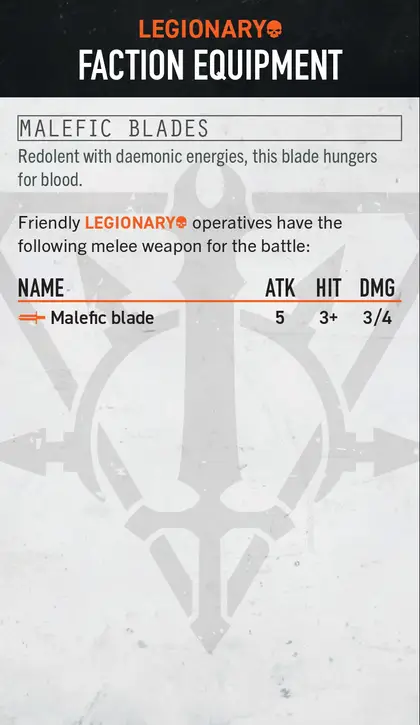 LEGIONARY
FACTION EQUIPMENT
MALEFIC BLADES
Redolent with daemonic energies, this blade hungers
for blood.
Friendly LEGIONARY operatives have the
following melee weapon for the battle:
NAME ATK HIT DMG
Malefic blade 5 3+ 3/4